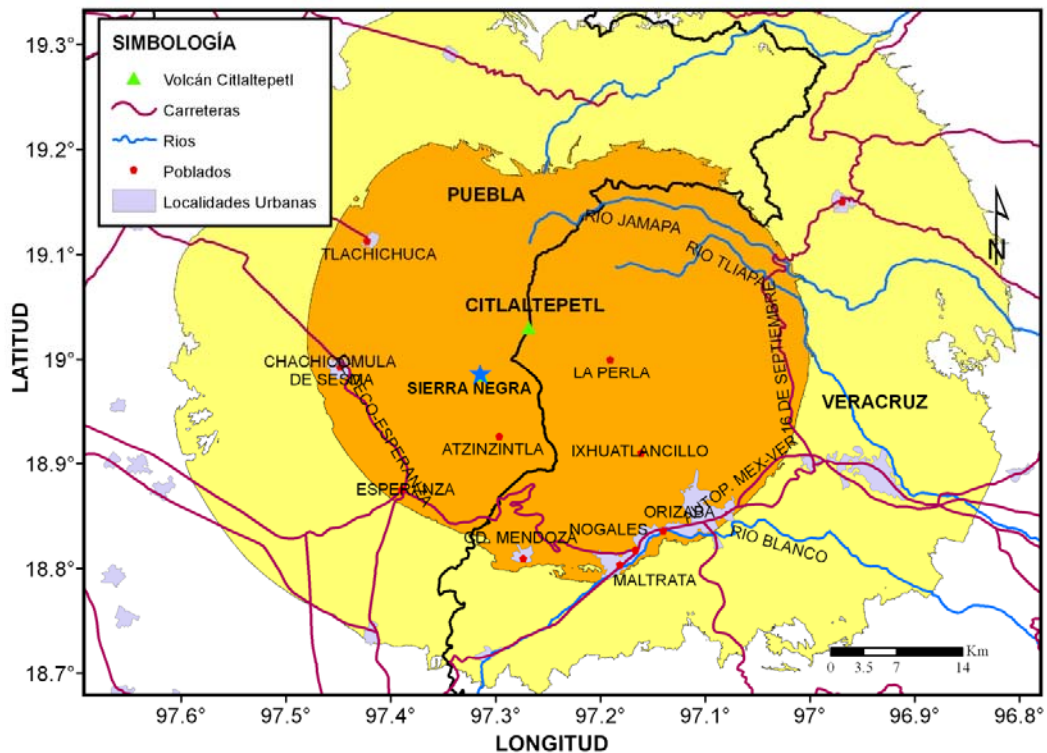 SIMBOLOGÍA
Volcán Citlaltepetl
Carreteras
Rios
Poblados
Localidades Urbanas
19.3°
19.2°
19.1°
19°
18.9°
18.8°
18.7°
LATITUD
PUEBLA
RIO JAMAPA
TLACHICHUCA
RIO TLIAPA
N
CITLALTEPETL
CHACHICOMULA
DE SESMA
SIERRA NEGRA
LA PERLA
16 DE SEPTIEMBRE
VERACRUZ
ATZINZINTLA
IXHUATLANCILLO
ECO-ESPERANZA
ESPERANZA
AUTOP. MEX-VER
ORIZABA
NOGALES
CD. MENDOZA
RIO BLANCO
MALTRATA
Km
0 3.5 7 14
97.6° 97.5° 97.4° 97.3° 97.2° 97.1° 97° 96.9° 96.8°
LONGITUD